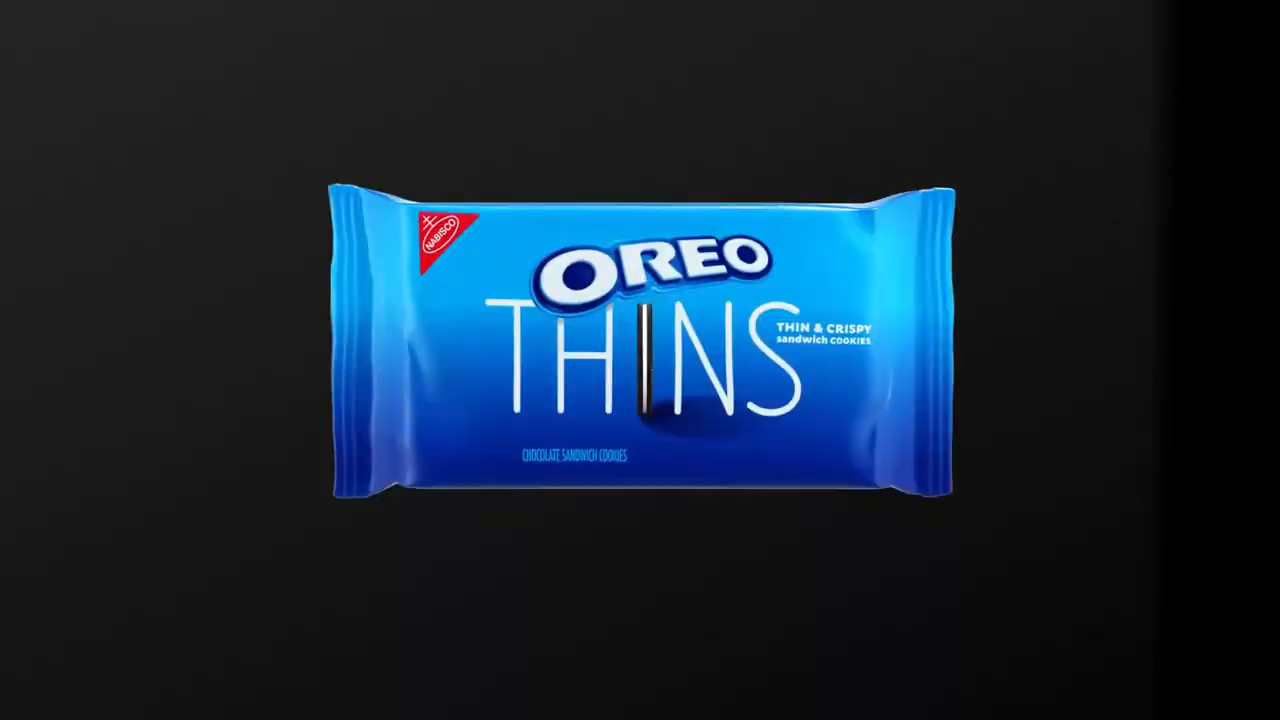 NABISCO
OREO
THINS
THIN & CRISPY
sandwich COOKIES
CHOCOLATE SANDWICH COOKIES